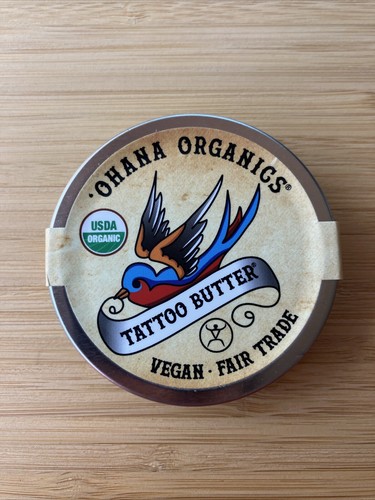 'OHANA ORGANICS®
USDA
ORGANIC
TATTOO BUTTER
VEGAN · FAIR TRADE